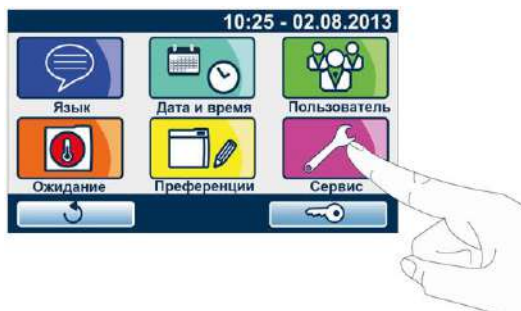 10:25 - 02.08.2013
Язык Дата и время Пользователь
Ожидание Преференции Сервис